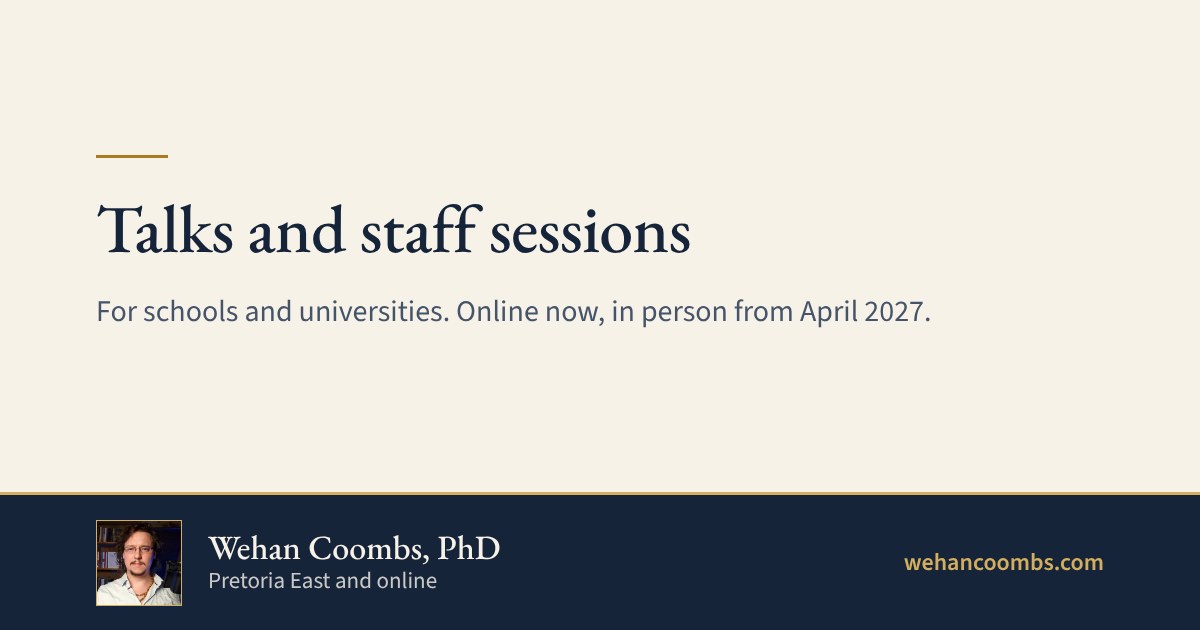 Talks and staff sessions
For schools and universities. Online now, in person from April 2027.
Wehan Coombs, PhD
Pretoria East and online
wehancoombs.com